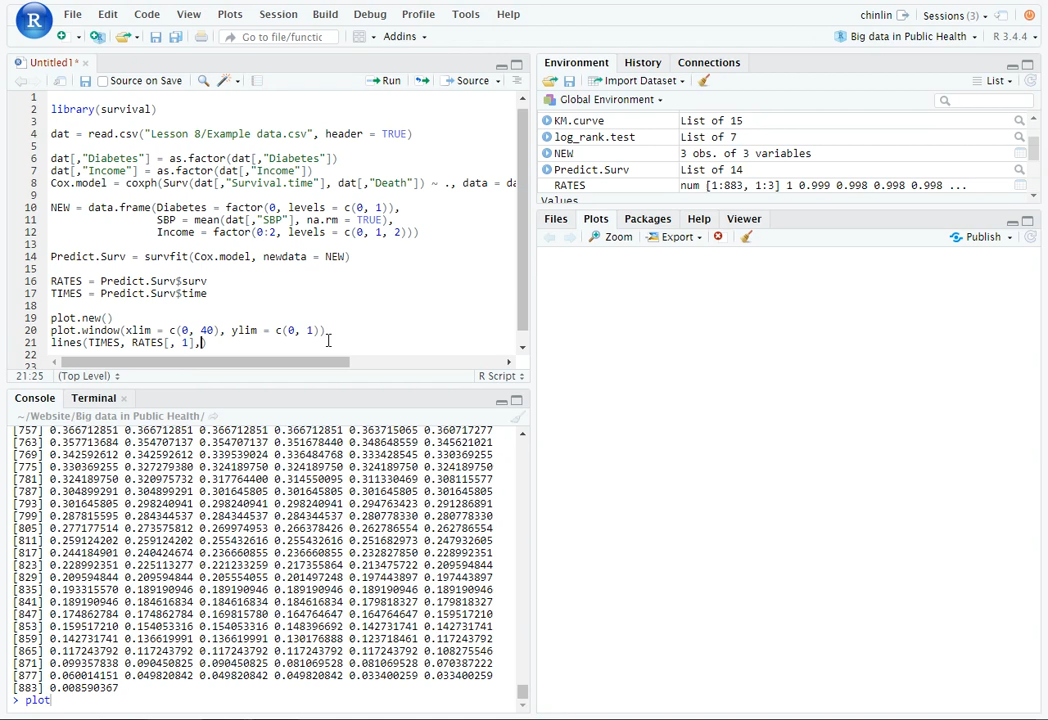 File Edit Code View Plots Session Build Debug Profile Tools Help
chinlin Sessions (3)
Go to file/functic Addins
Big data in Public Health R 3.4.4
Untitled1*
Source on Save Run Source
1
2 library(survival)
3
4 dat = read.csv("Lesson 8/Example data.csv", header = TRUE)
5
6 dat[,"Diabetes"] = as.factor(dat[,"Diabetes"])
7 dat[,"Income"] = as.factor(dat[,"Income"])
8 Cox.model = coxph(Surv(dat[,"Survival.time"], dat[,"Death"]) ~ ., data = da
9
10 NEW = data.frame(Diabetes = factor(0, levels = c(0, 1)),
11 SBP = mean(dat[,"SBP"], na.rm = TRUE),
12 Income = factor(0:2, levels = c(0, 1, 2)))
13
14 Predict.Surv = survfit(Cox.model, newdata = NEW)
15
16 RATES = Predict.Surv$surv
17 TIMES = Predict.Surv$time
18
19 plot.new()
20 plot.window(xlim = c(0, 40), ylim = c(0, 1))
21 lines(TIMES, RATES[, 1],)
22
23
21:25 (Top Level) R Script
Console Terminal
~/Website/Big data in Public Health/
[757] 0.366712851 0.366712851 0.366712851 0.366712851 0.363715065 0.360717277
[763] 0.357713684 0.354707137 0.354707137 0.351678440 0.348648559 0.345621021
[769] 0.342592612 0.342592612 0.339539024 0.336484768 0.333428545 0.330369255
[775] 0.330369255 0.327279380 0.324189750 0.324189750 0.324189750 0.324189750
[781] 0.324189750 0.320975732 0.317764400 0.314550095 0.311330469 0.308115577
[787] 0.304899291 0.304899291 0.301645805 0.301645805 0.301645805 0.301645805
[793] 0.301645805 0.298240941 0.298240941 0.298240941 0.294763423 0.291286891
[799] 0.287815595 0.284344537 0.284344537 0.284344537 0.280778330 0.280778330
[805] 0.277177514 0.273575812 0.269974953 0.266378426 0.262786554 0.262786554
[811] 0.259124202 0.259124202 0.255432616 0.255432616 0.251682973 0.247932605
[817] 0.244184901 0.240424674 0.236660855 0.236660855 0.232827850 0.228992351
[823] 0.228992351 0.225113277 0.221233259 0.217355864 0.213475722 0.209594844
[829] 0.209594844 0.209594844 0.205554055 0.201497248 0.197443897 0.197443897
[835] 0.193315570 0.189190946 0.189190946 0.189190946 0.189190946 0.189190946
[841] 0.189190946 0.184616834 0.184616834 0.184616834 0.179818327 0.179818327
[847] 0.174862784 0.174862784 0.169815780 0.164764647 0.164764647 0.159517210
[853] 0.159517210 0.154053316 0.154053316 0.148396692 0.142731741 0.142731741
[859] 0.142731741 0.136619991 0.136619991 0.130176888 0.123718461 0.117243792
[865] 0.117243792 0.117243792 0.117243792 0.117243792 0.117243792 0.108275546
[871] 0.099357838 0.090450825 0.090450825 0.081069528 0.081069528 0.070387222
[877] 0.060014151 0.049820842 0.049820842 0.049820842 0.033400259 0.033400259
[883] 0.008590367
> plot
Environment History Connections
Import Dataset List
Global Environment
KM.curve List of 15
log_rank.test List of 7
NEW 3 obs. of 3 variables
Predict.Surv List of 14
RATES num [1:883, 1:3] 1 0.999 0.998 0.998 0.998 ...
Values
Files Plots Packages Help Viewer
Zoom Export Publish